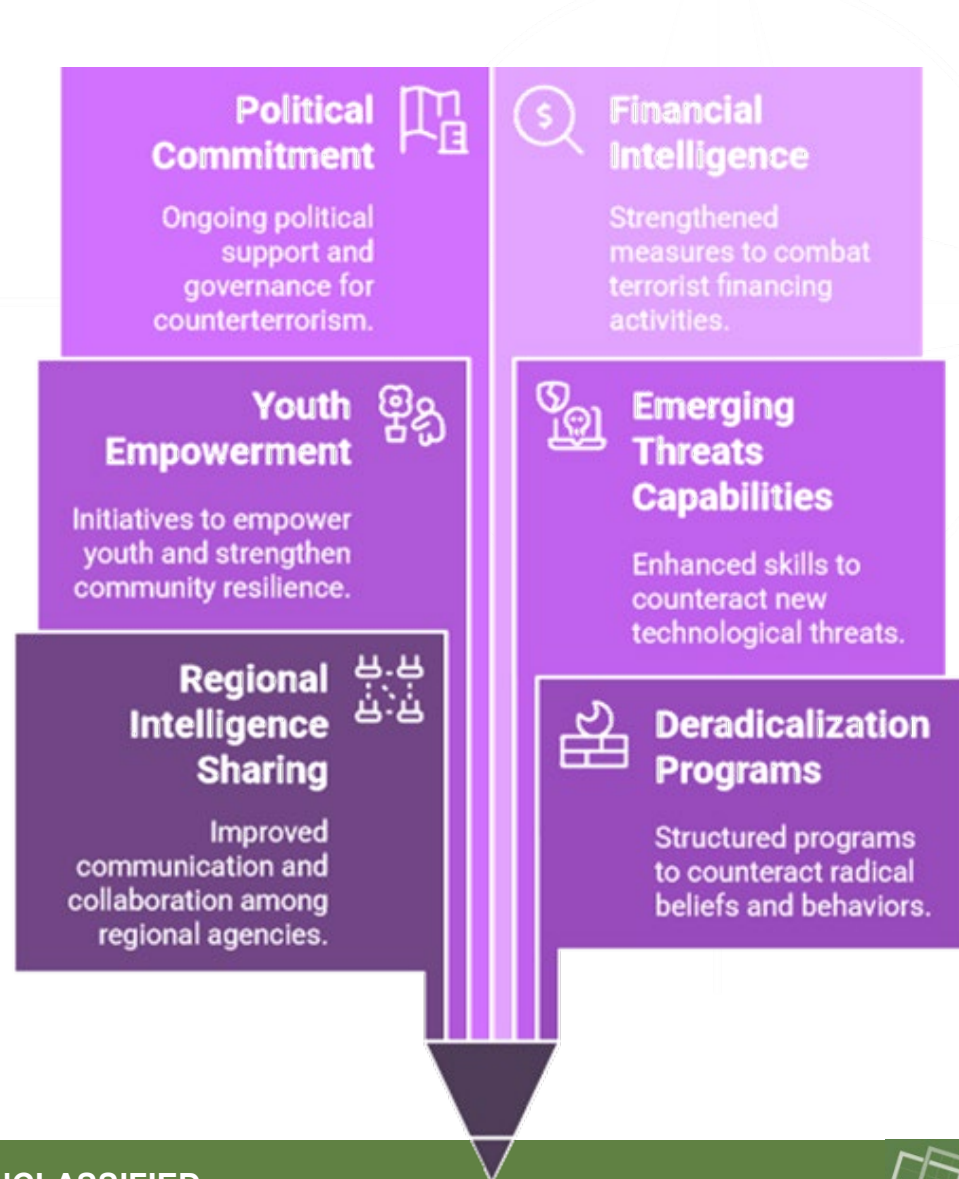 Political
Commitment
Ongoing political
support and
governance for
counterterrorism.
Financial
Intelligence
Strengthened
measures to combat
terrorist financing
activities.
Youth
Empowerment
Initiatives to empower
youth and strengthen
community resilience.
Emerging
Threats
Capabilities
Enhanced skills to
counteract new
technological threats.
Regional
Intelligence
Sharing
Improved
communication and
collaboration among
regional agencies.
Deradicalization
Programs
Structured programs
to counteract radical
beliefs and behaviors.